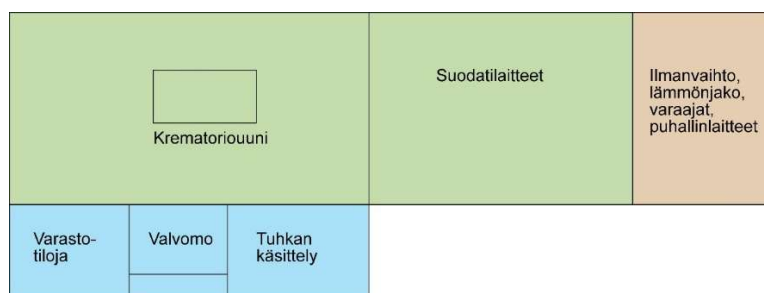 Krematoriouuni
Suodatilaitteet
Ilmanvaihto,
lämmönjako,
varaajat,
puhallinlaitteet
Varasto-
tiloja
Valvomo
Tuhkan
käsittely